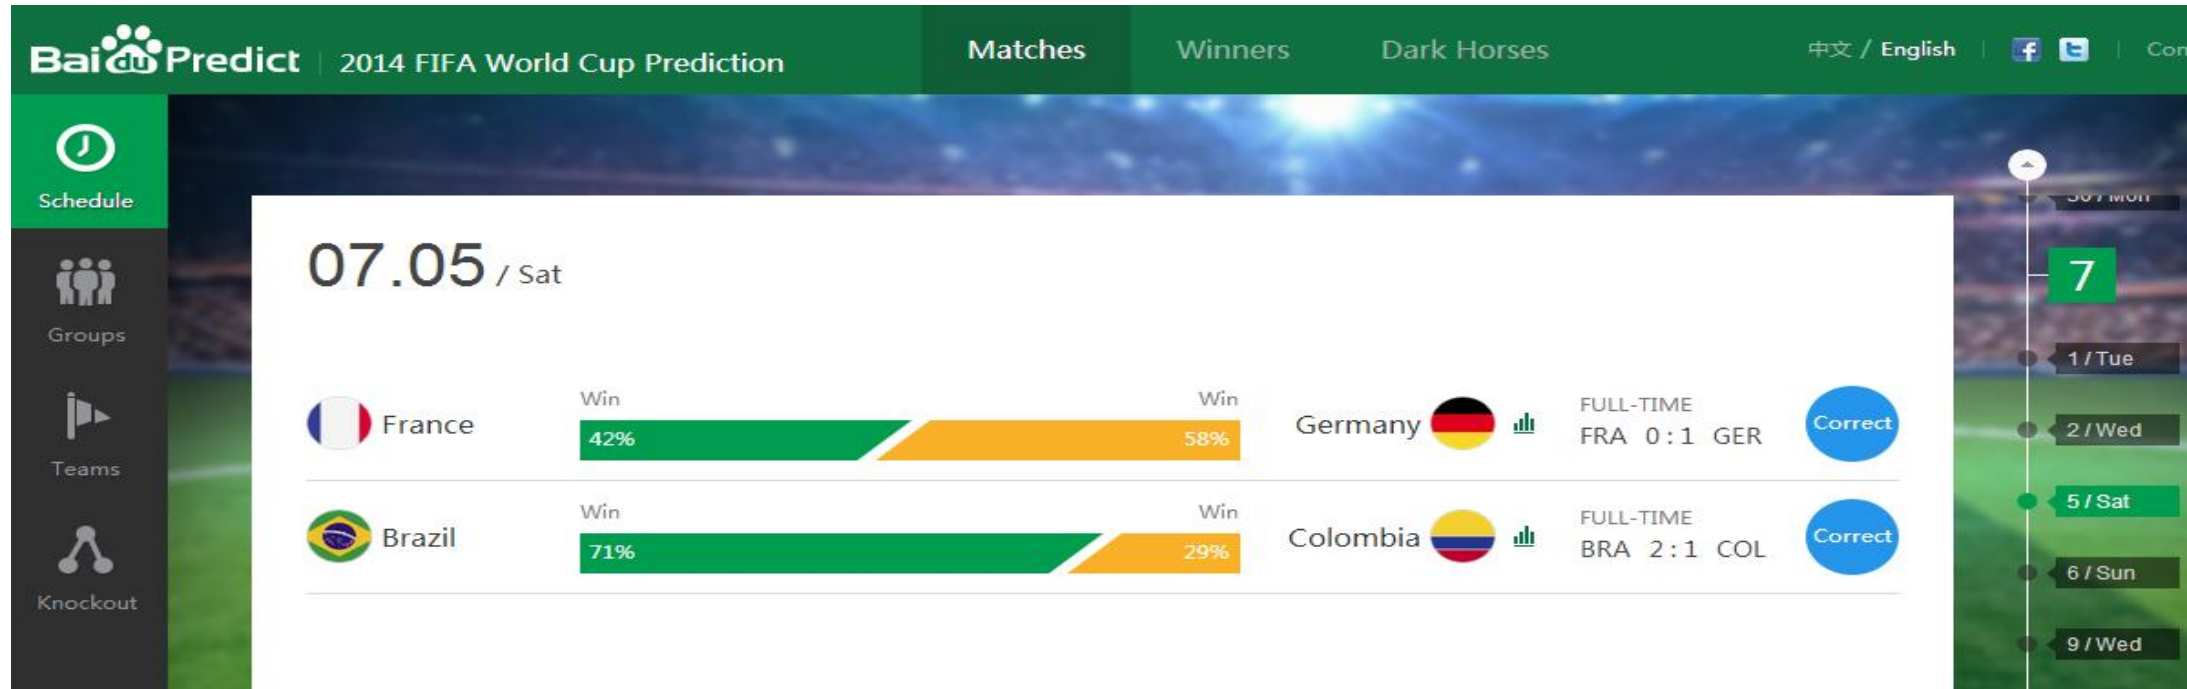 Bai du Predict | 2014 FIFA World Cup Prediction
Matches
Winners
Dark Horses
中文 / English
Schedule
Groups
Teams
Knockout
07.05 / Sat
Win Win
France 42% 58% Germany
FULL-TIME
FRA 0:1 GER
Correct
Win Win
Brazil 71% 29% Colombia
FULL-TIME
BRA 2:1 COL
Correct
7
1 / Tue
2 / Wed
5 / Sat
6 / Sun
9 / Wed